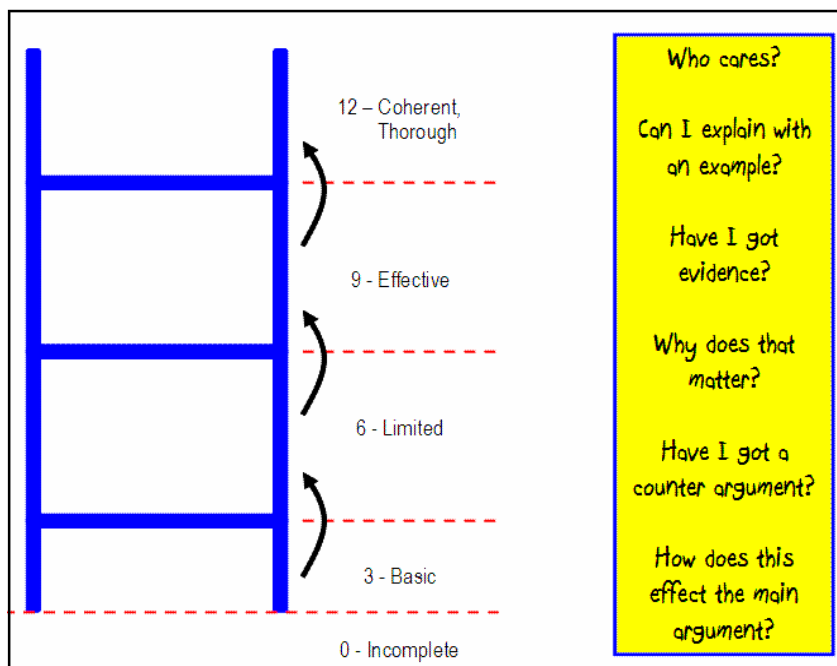 12 – Coherent,
Thorough
9 - Effective
6 - Limited
3 - Basic
0 - Incomplete
Who cares?
Can I explain with
an example?
Have I got
evidence?
Why does that
matter?
Have I got a
counter argument?
How does this
effect the main
argument?